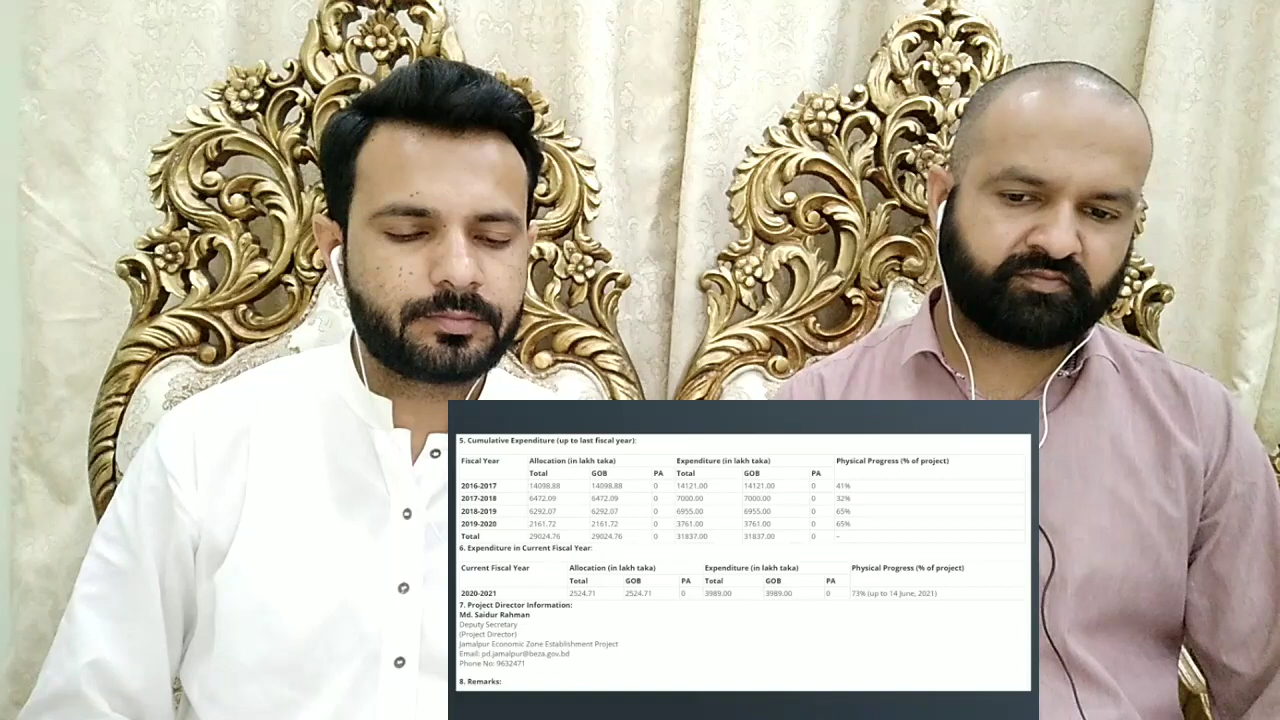 5. Cumulative Expenditure (up to last fiscal year):
Fiscal Year Allocation (in lakh taka) Expenditure (in lakh taka) Physical Progress (% of project)
Total GOB PA Total GOB PA
2016-2017 14098.88 14098.88 0 14121.00 14121.00 0 41%
2017-2018 6472.09 6472.09 0 7000.00 7000.00 0 32%
2018-2019 6292.07 6292.07 0 6955.00 6955.00 0 65%
2019-2020 2161.72 2161.72 0 3761.00 3761.00 0 65%
Total 29024.76 29024.76 0 31837.00 31837.00 0 -
6. Expenditure in Current Fiscal Year:
Current Fiscal Year Allocation (in lakh taka) Expenditure (in lakh taka) Physical Progress (% of project)
Total GOB PA Total GOB PA
2020-2021 2524.71 2524.71 0 3989.00 3989.00 0 73% (up to 14 June, 2021)
7. Project Director Information:
Md. Saidur Rahman
Deputy Secretary
(Project Director)
Jamalpur Economic Zone Establishment Project
Email: pd.jamalpur@beza.gov.bd
Phone No: 9632471
8. Remarks: